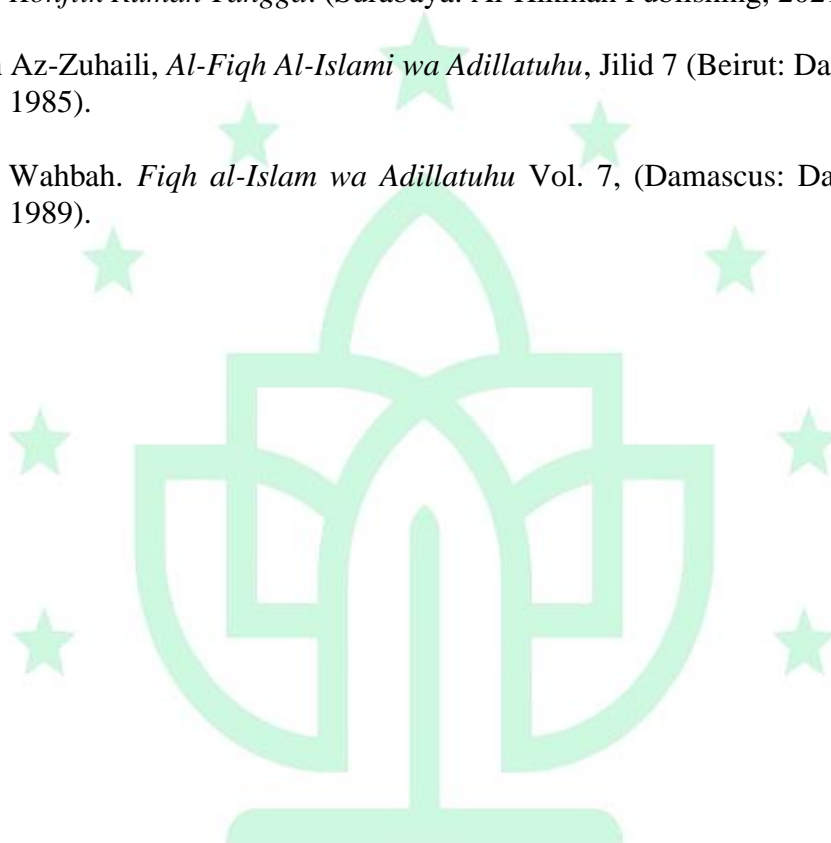 Konflik Rumah Tangga. (Surabaya: Al-Hikmah Publishing,
Az-Zuhaili, Al-Fiqh Al-Islami wa Adillatuhu, Jilid 7 (Beirut: Da
1985).
Wahbah. Fiqh al-Islam wa Adillatuhu Vol. 7, (Damascus: Da
1989).